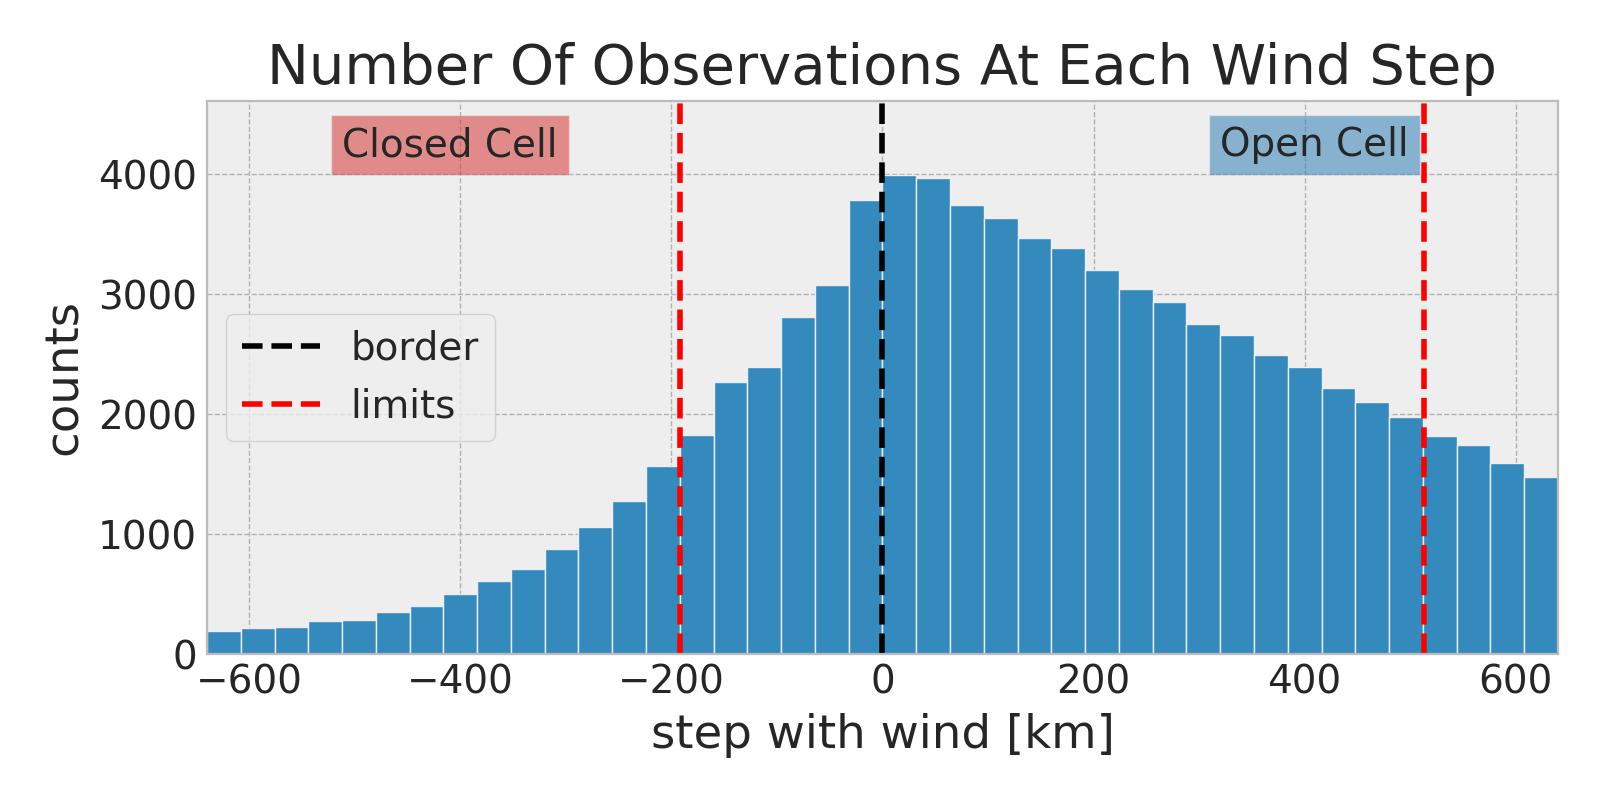 Number Of Observations At Each Wind Step
Closed Cell
Open Cell
4000
3000
2000
1000
0
counts
border
limits
−600 −400 −200 0 200 400 600
step with wind [km]